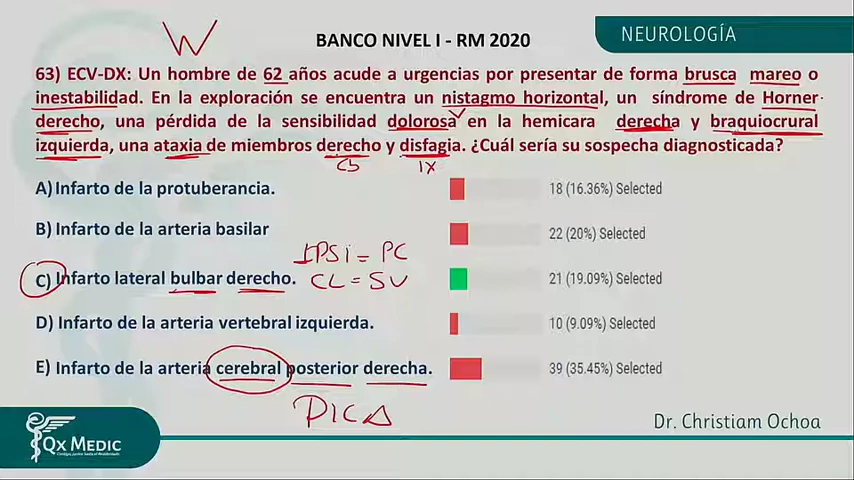 W
BANCO NIVEL I - RM 2020
NEUROLOGÍA
63) ECV-DX: Un hombre de 62 años acude a urgencias por presentar de forma brusca mareo o
inestabilidad. En la exploración se encuentra un nistagmo horizontal, un síndrome de Horner
derecho, una pérdida de la sensibilidad dolorosa en la hemicara derecha y braquiocrural
izquierda, una ataxia de miembros derecho y disfagia. ¿Cuál sería su sospecha diagnosticada?
IX
A) Infarto de la protuberancia. 18 (16.36%) Selected
B) Infarto de la arteria basilar 22 (20%) Selected
IPSI = PC
C) Infarto lateral bulbar derecho. CL = SV 21 (19.09%) Selected
D) Infarto de la arteria vertebral izquierda. 10 (9.09%) Selected
E) Infarto de la arteria cerebral posterior derecha. 39 (35.45%) Selected
PICA
QX MEDIC
Dr. Christiam Ochoa